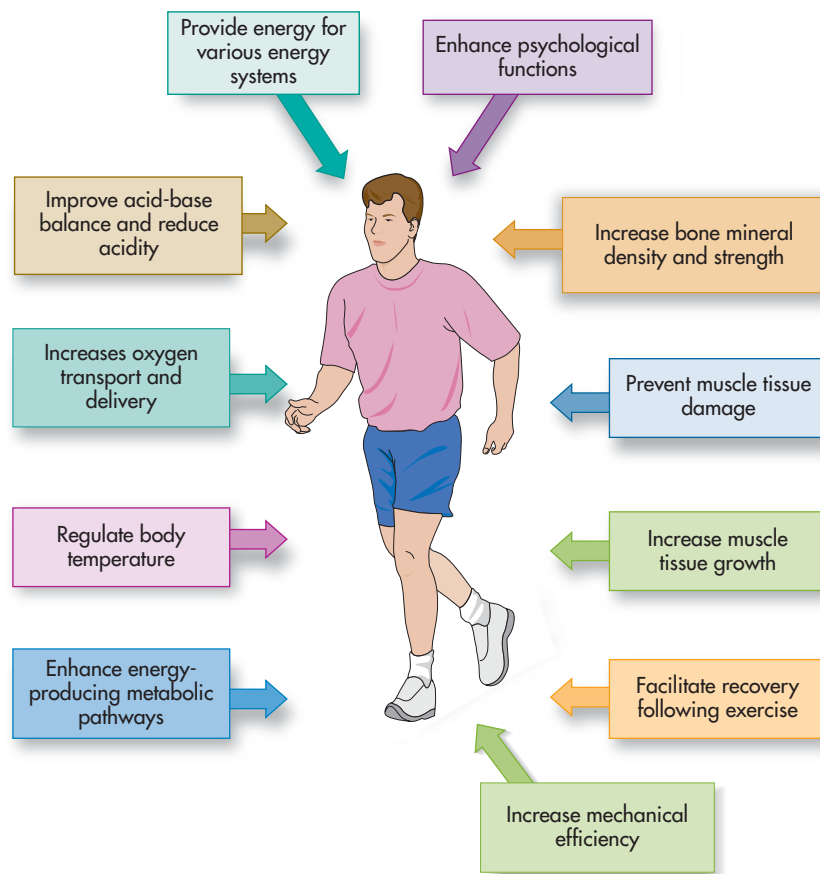 Provide energy for
various energy
systems
Enhance psychological
functions
Improve acid-base
balance and reduce
acidity
Increase bone mineral
density and strength
Increases oxygen
transport and
delivery
Prevent muscle tissue
damage
Regulate body
temperature
Increase muscle
tissue growth
Enhance energy-
producing metabolic
pathways
Facilitate recovery
following exercise
Increase mechanical
efficiency